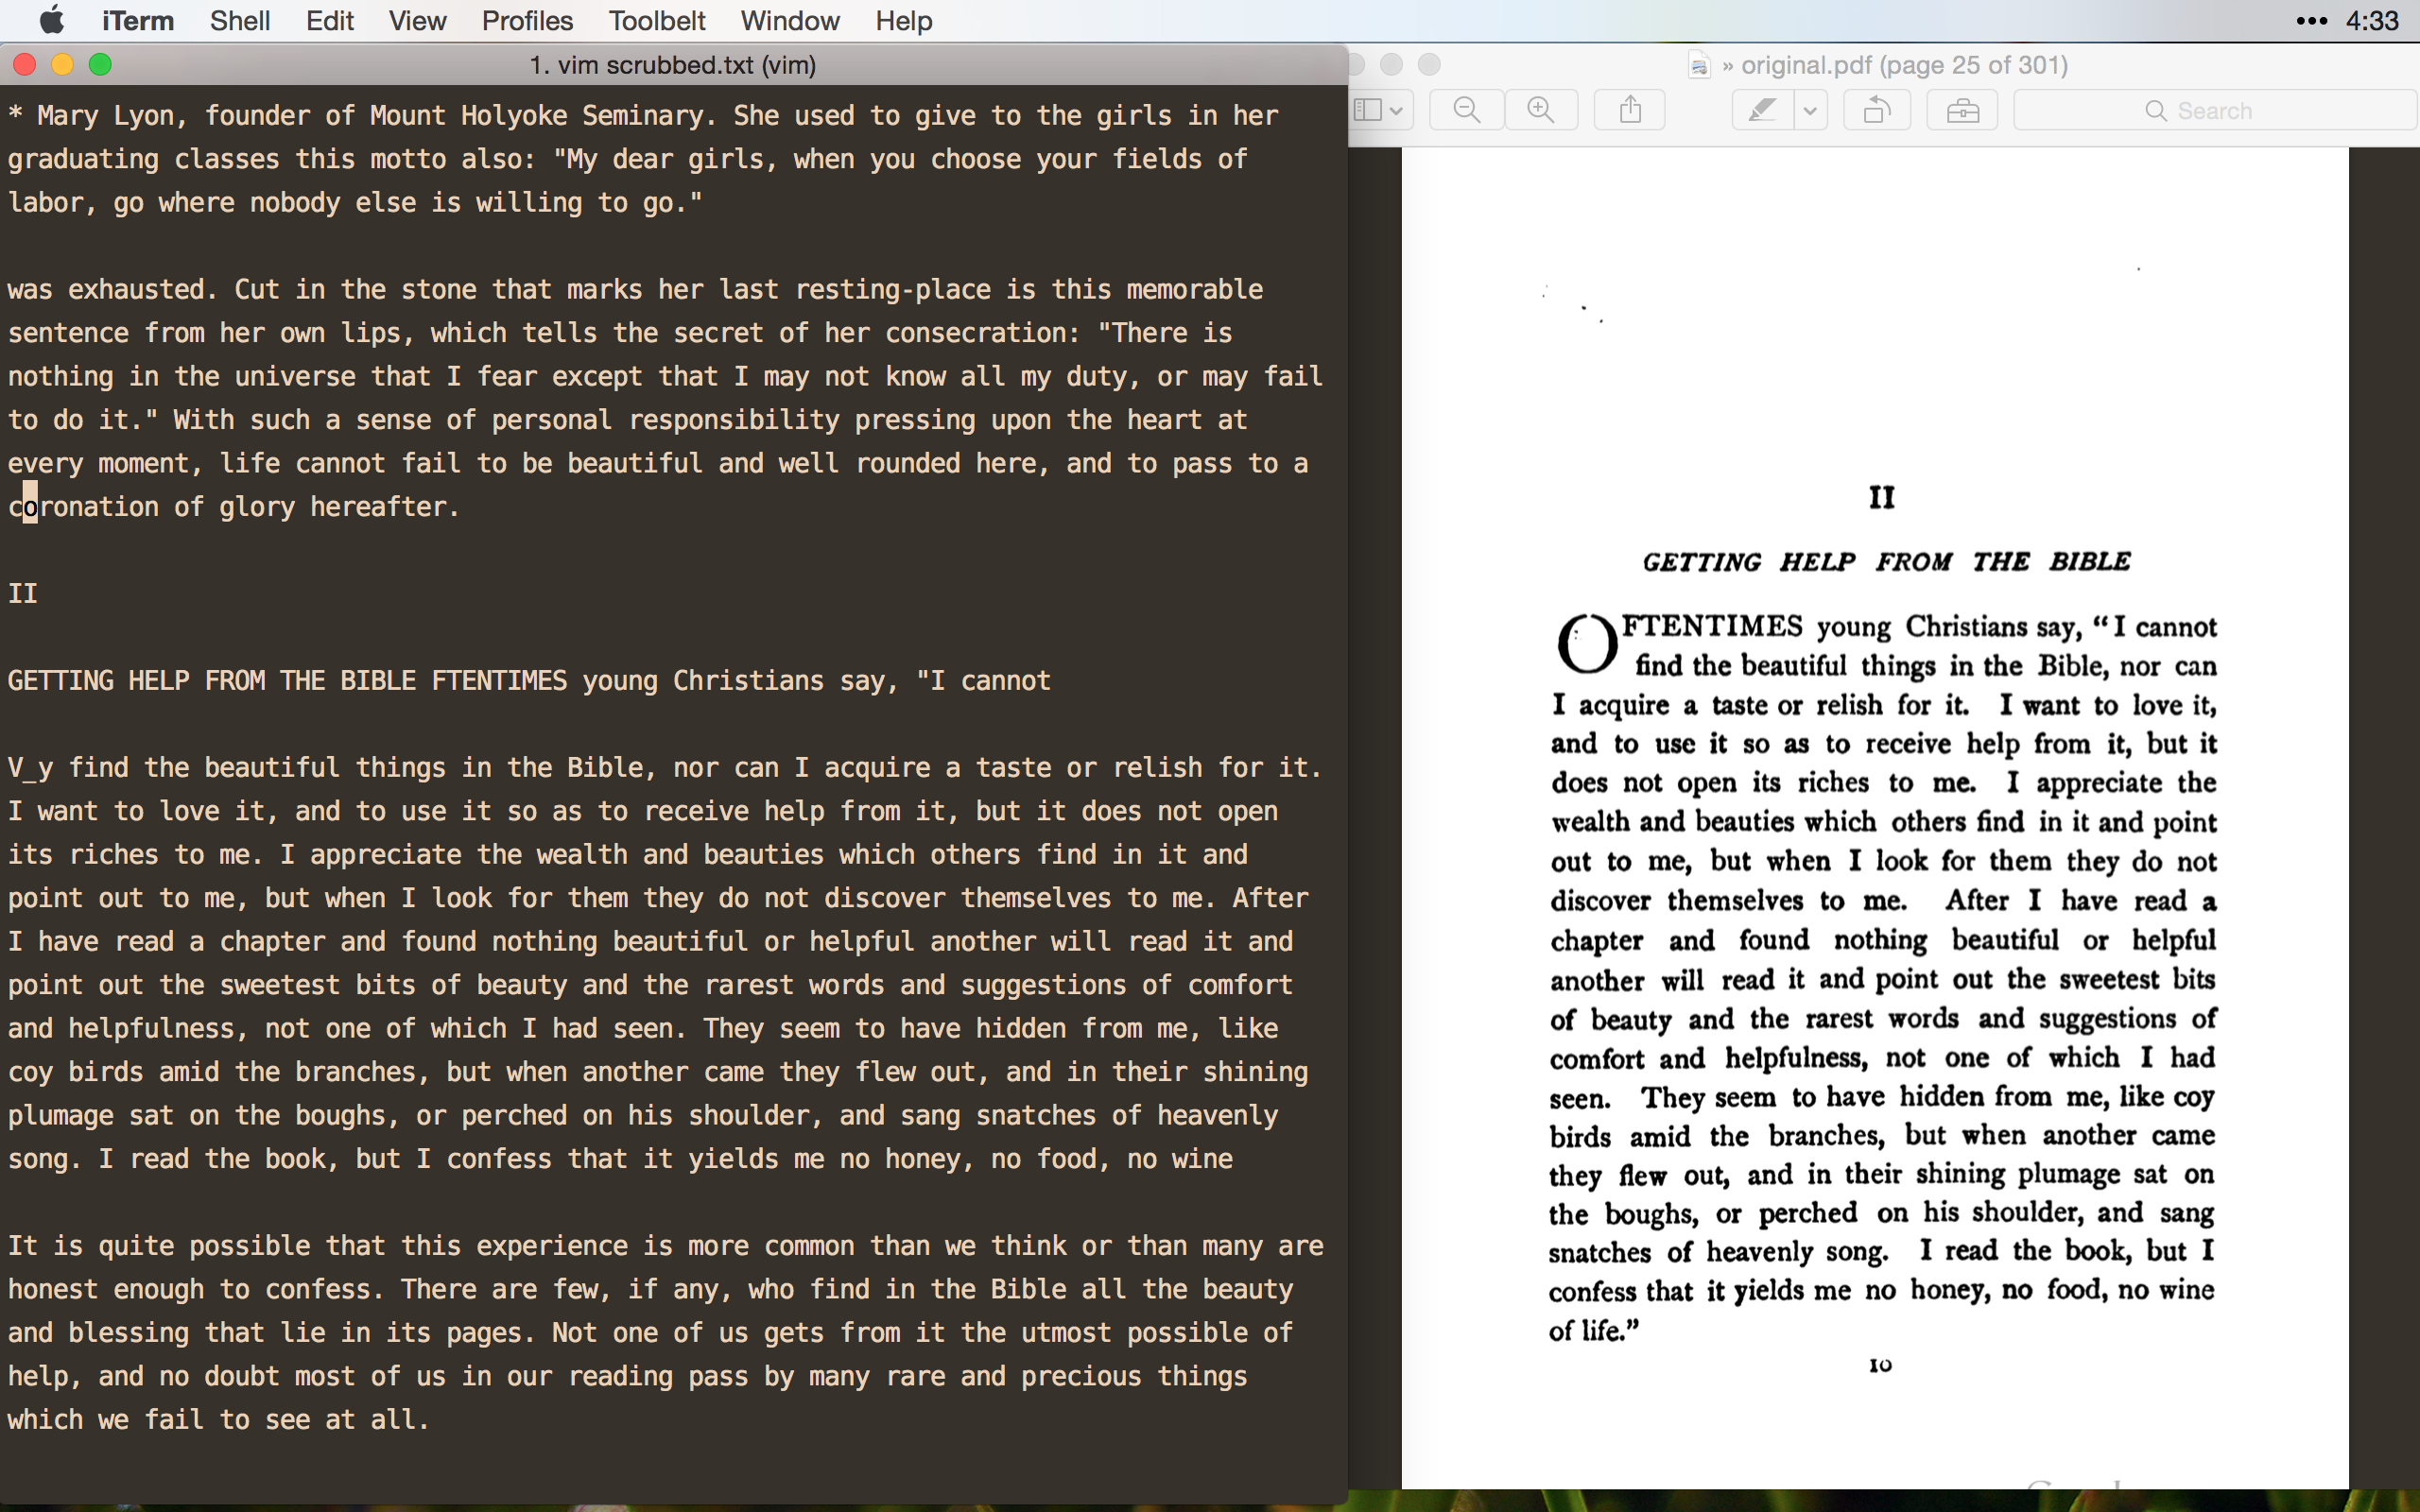 iTerm Shell Edit View Profiles Toolbelt Window Help ••• 4:33
1. vim scrubbed.txt (vim)
* Mary Lyon, founder of Mount Holyoke Seminary. She used to give to the girls in her
graduating classes this motto also: "My dear girls, when you choose your fields of
labor, go where nobody else is willing to go."
was exhausted. Cut in the stone that marks her last resting-place is this memorable
sentence from her own lips, which tells the secret of her consecration: "There is
nothing in the universe that I fear except that I may not know all my duty, or may fail
to do it." With such a sense of personal responsibility pressing upon the heart at
every moment, life cannot fail to be beautiful and well rounded here, and to pass to a
coronation of glory hereafter.
II
GETTING HELP FROM THE BIBLE FTENTIMES young Christians say, "I cannot
V_y find the beautiful things in the Bible, nor can I acquire a taste or relish for it.
I want to love it, and to use it so as to receive help from it, but it does not open
its riches to me. I appreciate the wealth and beauties which others find in it and
point out to me, but when I look for them they do not discover themselves to me. After
I have read a chapter and found nothing beautiful or helpful another will read it and
point out the sweetest bits of beauty and the rarest words and suggestions of comfort
and helpfulness, not one of which I had seen. They seem to have hidden from me, like
coy birds amid the branches, but when another came they flew out, and in their shining
plumage sat on the boughs, or perched on his shoulder, and sang snatches of heavenly
song. I read the book, but I confess that it yields me no honey, no food, no wine
It is quite possible that this experience is more common than we think or than many are
honest enough to confess. There are few, if any, who find in the Bible all the beauty
and blessing that lie in its pages. Not one of us gets from it the utmost possible of
help, and no doubt most of us in our reading pass by many rare and precious things
which we fail to see at all.
» original.pdf (page 25 of 301)
Search
II
GETTING HELP FROM THE BIBLE
OFTENTIMES young Christians say, “I cannot
find the beautiful things in the Bible, nor can
I acquire a taste or relish for it. I want to love it,
and to use it so as to receive help from it, but it
does not open its riches to me. I appreciate the
wealth and beauties which others find in it and point
out to me, but when I look for them they do not
discover themselves to me. After I have read a
chapter and found nothing beautiful or helpful
another will read it and point out the sweetest bits
of beauty and the rarest words and suggestions of
comfort and helpfulness, not one of which I had
seen. They seem to have hidden from me, like coy
birds amid the branches, but when another came
they flew out, and in their shining plumage sat on
the boughs, or perched on his shoulder, and sang
snatches of heavenly song. I read the book, but I
confess that it yields me no honey, no food, no wine
of life.”
10